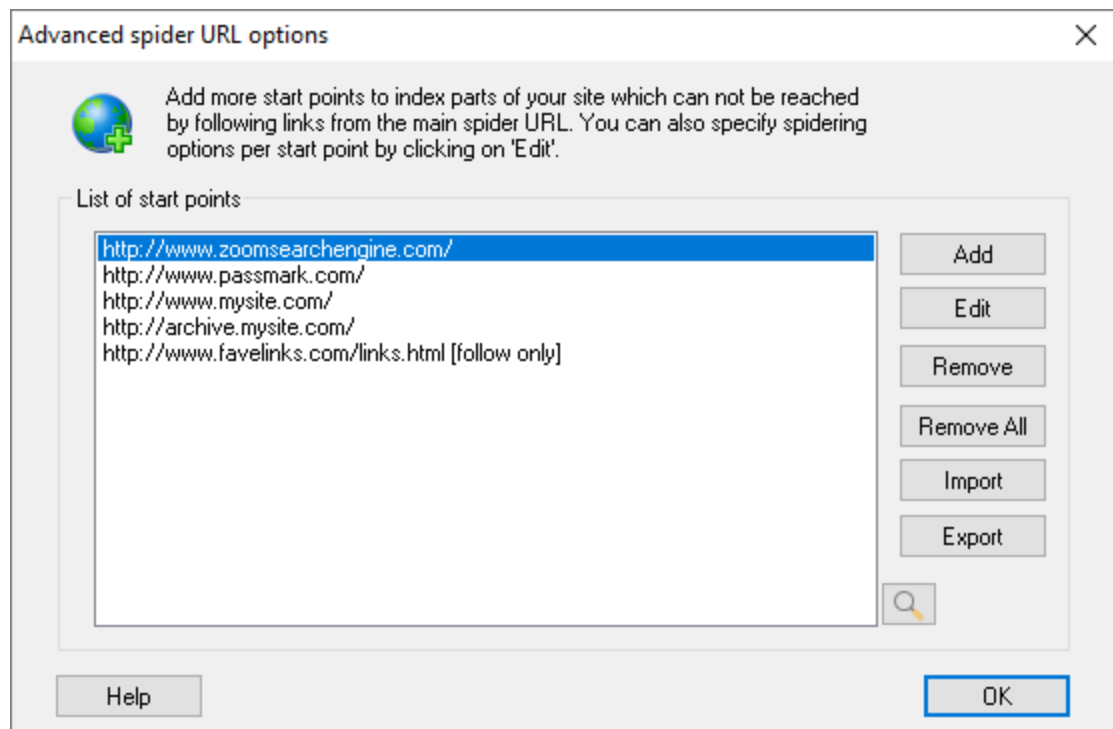 Advanced spider URL options
Add more start points to index parts of your site which can not be reached
by following links from the main spider URL. You can also specify spidering
options per start point by clicking on 'Edit'.
List of start points
http://www.zoomsearchengine.com/
http://www.passmark.com/
http://www.mysite.com/
http://archive.mysite.com/
http://www.favelinks.com/links.html [follow only]
Add
Edit
Remove
Remove All
Import
Export
Help
OK